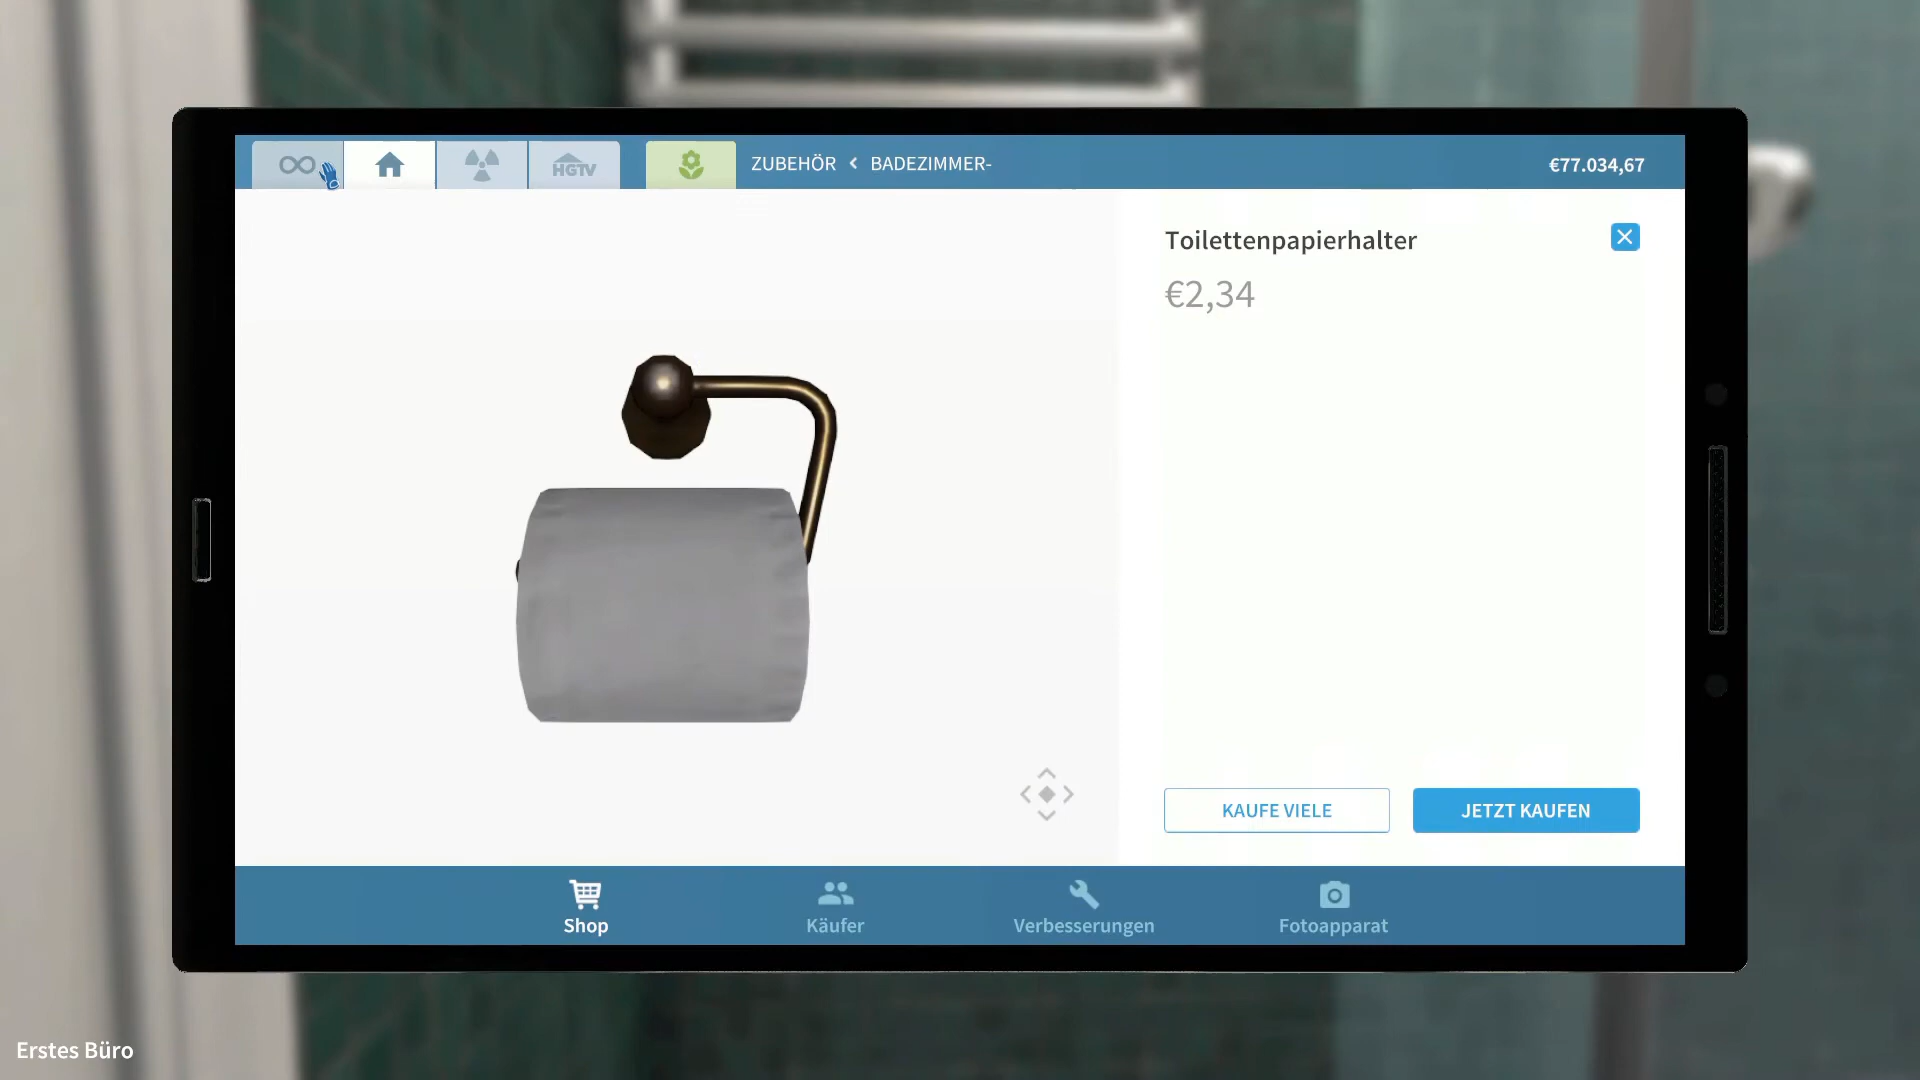 HGTV
ZUBEHÖR < BADEZIMMER-
€77.034,67
Toilettenpapierhalter
€2,34
KAUFE VIELE
JETZT KAUFEN
Shop
Käufer
Verbesserungen
Fotoapparat
Erstes Büro